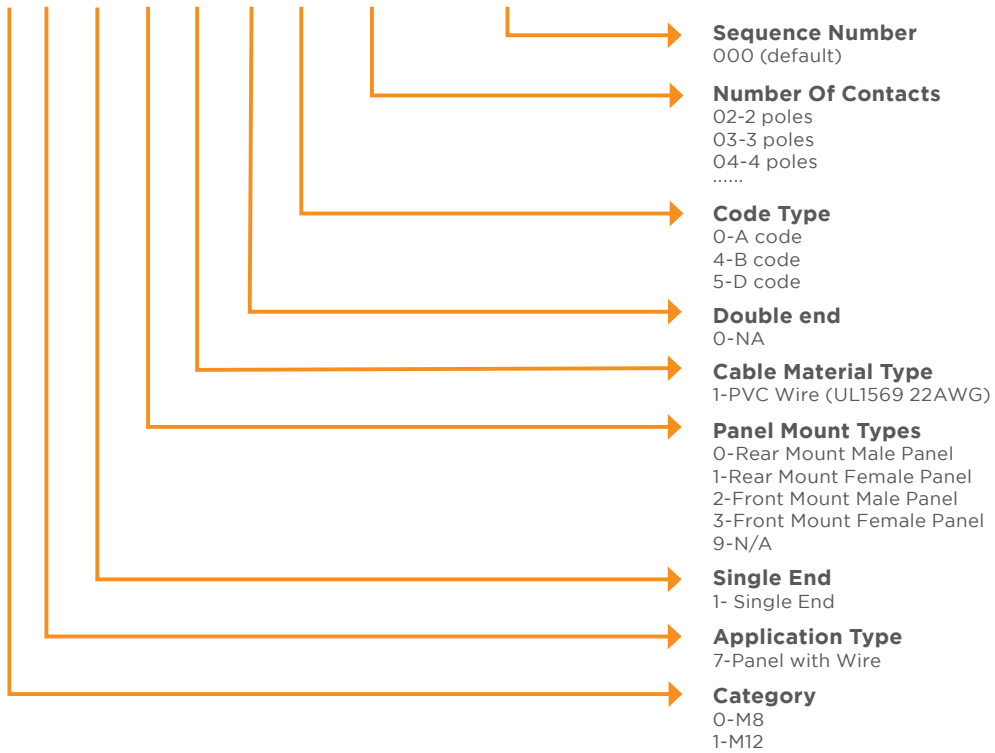 Sequence Number
000 (default)
Number Of Contacts
02-2 poles
03-3 poles
04-4 poles
......
Code Type
0-A code
4-B code
5-D code
Double end
0-NA
Cable Material Type
1-PVC Wire (UL1569 22AWG)
Panel Mount Types
0-Rear Mount Male Panel
1-Rear Mount Female Panel
2-Front Mount Male Panel
3-Front Mount Female Panel
9-N/A
Single End
1- Single End
Application Type
7-Panel with Wire
Category
0-M8
1-M12